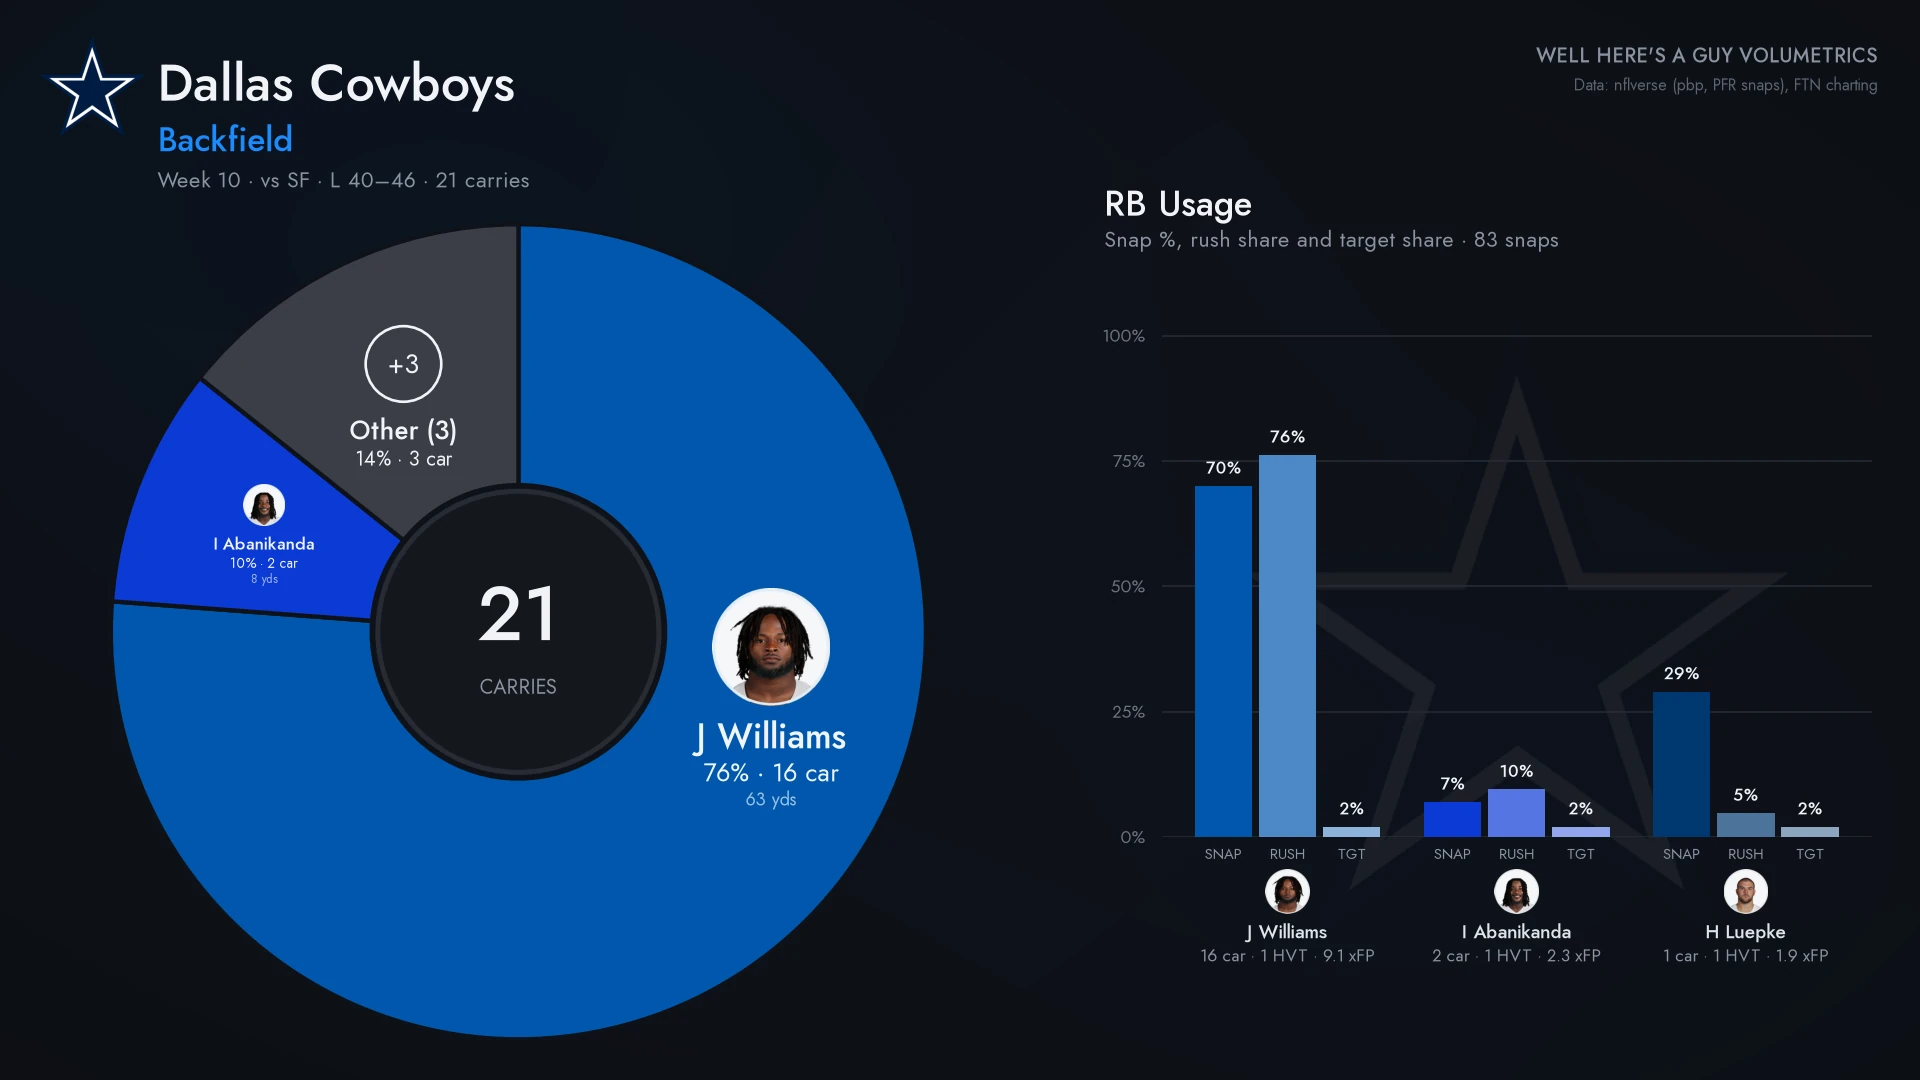 Dallas Cowboys
Backfield
Week 10 · vs SF · L 40–46 · 21 carries
WELL HERE'S A GUY VOLUMETRICS
Data: nflverse (pbp, PFR snaps), FTN charting
+3
Other (3)
14% · 3 car
I Abanikanda
10% · 2 car
8 yds
21
CARRIES
J Williams
76% · 16 car
63 yds
RB Usage
Snap %, rush share and target share · 83 snaps
100%
75%
50%
25%
0%
70%
76%
2%
7%
10%
2%
29%
5%
2%
SNAP RUSH TGT
SNAP RUSH TGT
SNAP RUSH TGT
J Williams
16 car · 1 HVT · 9.1 xFP
I Abanikanda
2 car · 1 HVT · 2.3 xFP
H Luepke
1 car · 1 HVT · 1.9 xFP